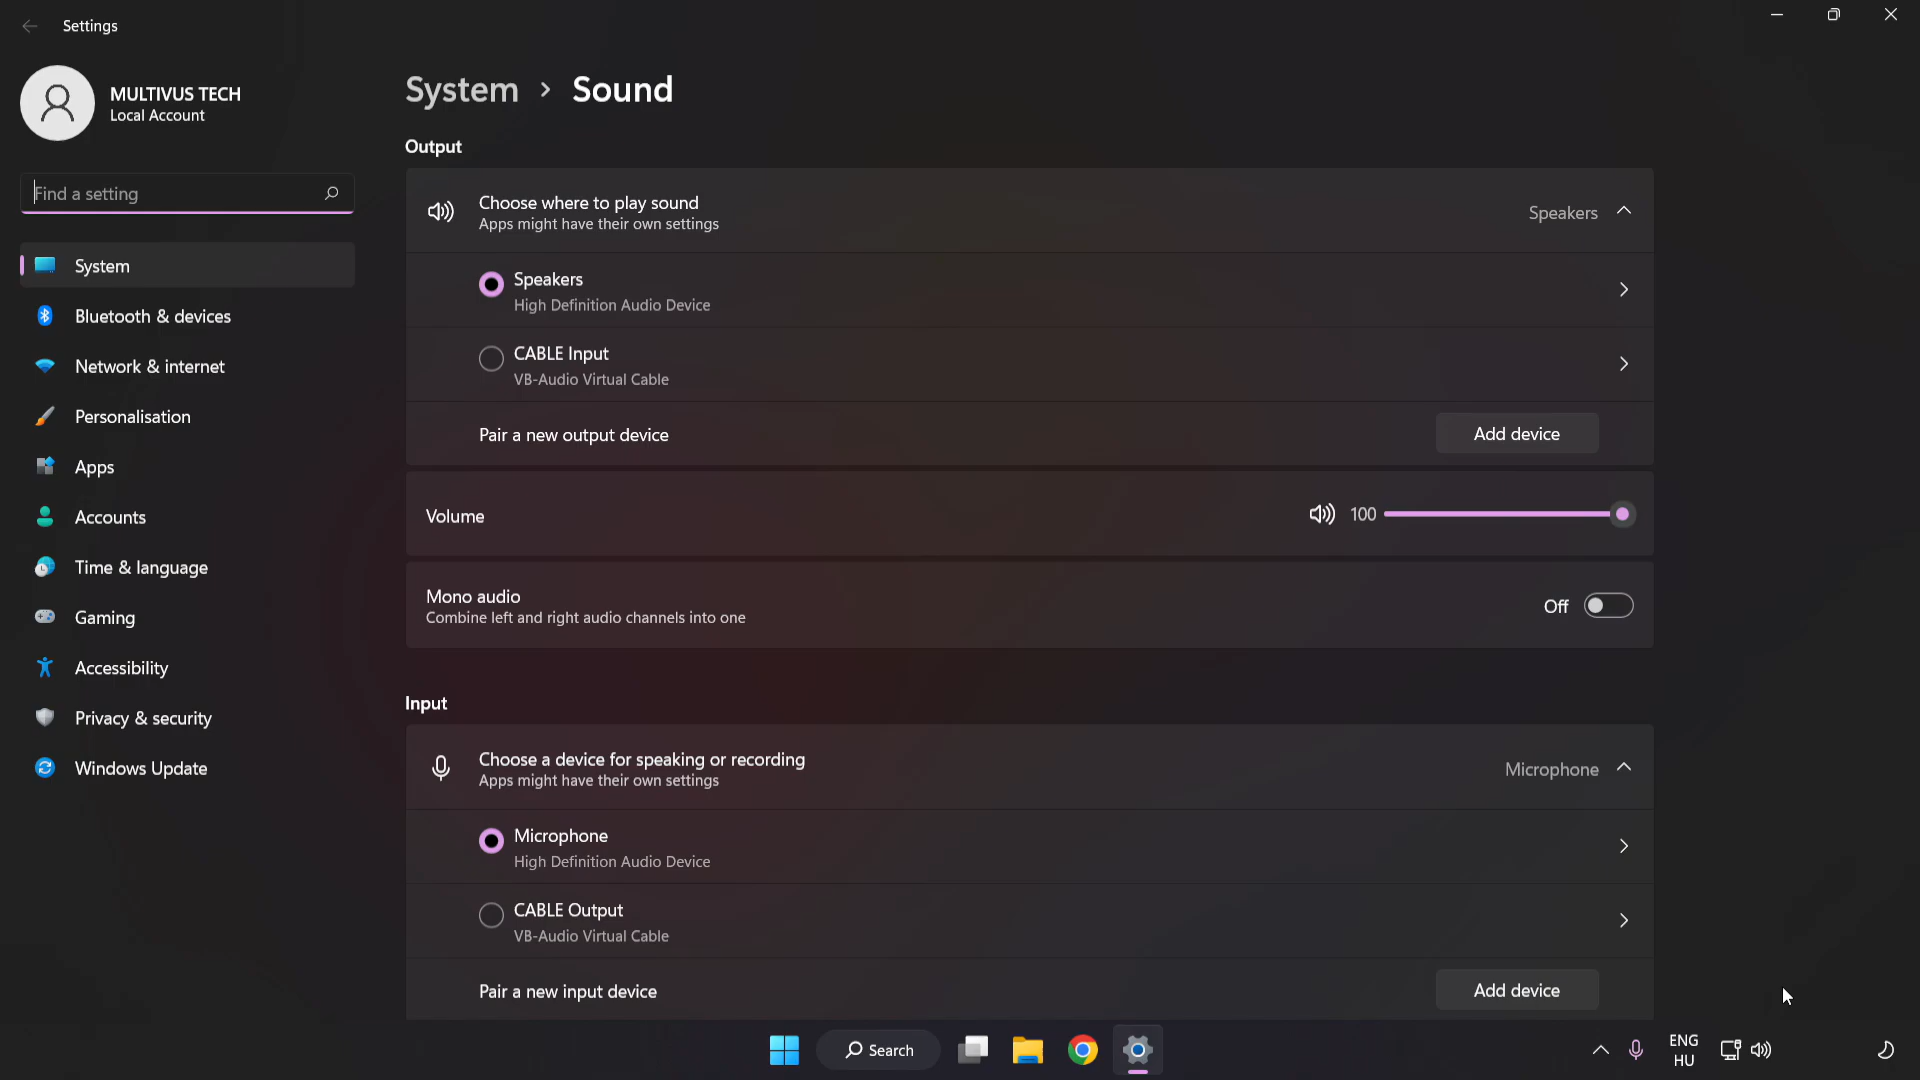 Settings
MULTIVUS TECH
Local Account
Find a setting
System
Bluetooth & devices
Network & internet
Personalisation
Apps
Accounts
Time & language
Gaming
Accessibility
Privacy & security
Windows Update
System › Sound
Output
Choose where to play sound
Apps might have their own settings
Speakers
Speakers
High Definition Audio Device
CABLE Input
VB-Audio Virtual Cable
Pair a new output device
Add device
Volume
100
Mono audio
Combine left and right audio channels into one
Off
Input
Choose a device for speaking or recording
Apps might have their own settings
Microphone
Microphone
High Definition Audio Device
CABLE Output
VB-Audio Virtual Cable
Pair a new input device
Add device
Search
ENG
HU